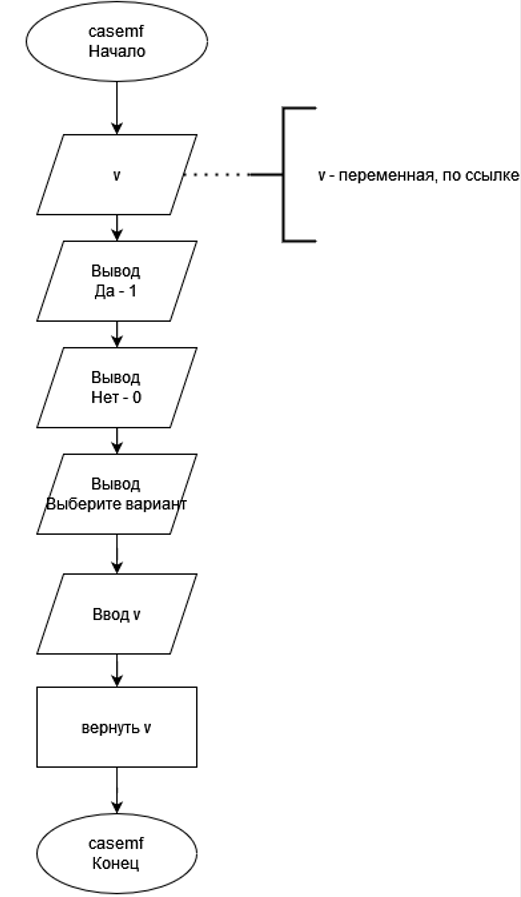 casemf
Начало
v
v - переменная, по ссылке
Вывод
Да - 1
Вывод
Нет - 0
Вывод
Выберите вариант
Ввод v
вернуть v
casemf
Конец